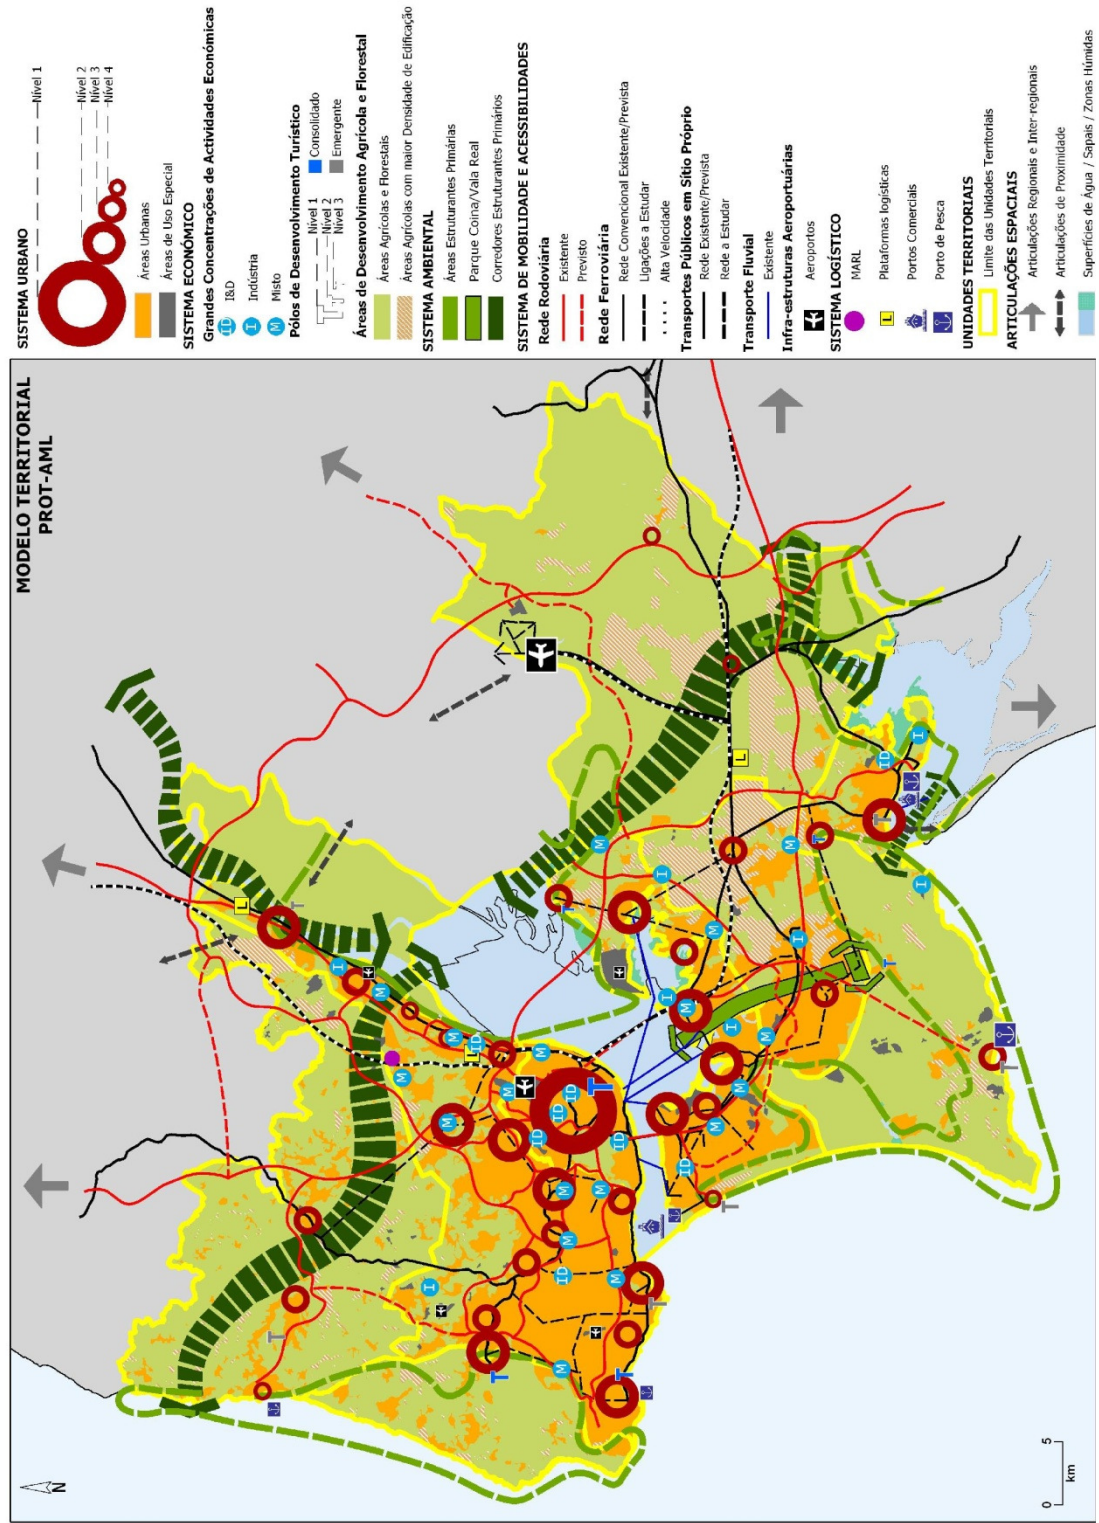 MODELO TERRITORIAL
PROT-AML
N
0 5
km
SISTEMA URBANO
Nível 1
Nível 2
Nível 3
Nível 4
Áreas Urbanas
Áreas de Uso Especial
SISTEMA ECONÓMICO
Grandes Concentrações de Actividades Económicas
ID I&D
I Indústria
M Misto
Pólos de Desenvolvimento Turístico
Nível 1
Nível 2
Nível 3
Consolidado
Emergente
Áreas de Desenvolvimento Agrícola e Florestal
Áreas Agrícolas e Florestais
Áreas Agrícolas com maior Densidade de Edificação
SISTEMA AMBIENTAL
Áreas Estruturantes Primárias
Parque Coina/Vala Real
Corredores Estruturantes Primários
SISTEMA DE MOBILIDADE E ACESSIBILIDADES
Rede Rodoviária
Existente
Previsto
Rede Ferroviária
Rede Convencional Existente/Prevista
Ligações a Estudar
Alta Velocidade
Transportes Públicos em Sítio Próprio
Rede Existente/Prevista
Rede a Estudar
Transporte Fluvial
Existente
Infra-estruturas Aeroportuárias
Aeroportos
SISTEMA LOGÍSTICO
MARL
L Plataformas logísticas
Portos Comerciais
Porto de Pesca
UNIDADES TERRITORIAIS
Limite das Unidades Territoriais
ARTICULAÇÕES ESPACIAIS
Articulações Regionais e Inter-regionais
Articulações de Proximidade
Superfícies de Água / Sapais / Zonas Húmidas